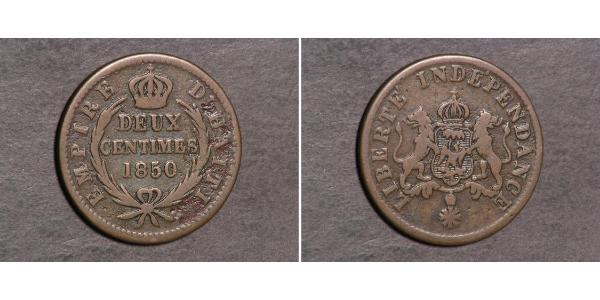 EMPIRE D'HAITI
DEUX
CENTIMES
1850
LIBERTE INDEPENDANCE